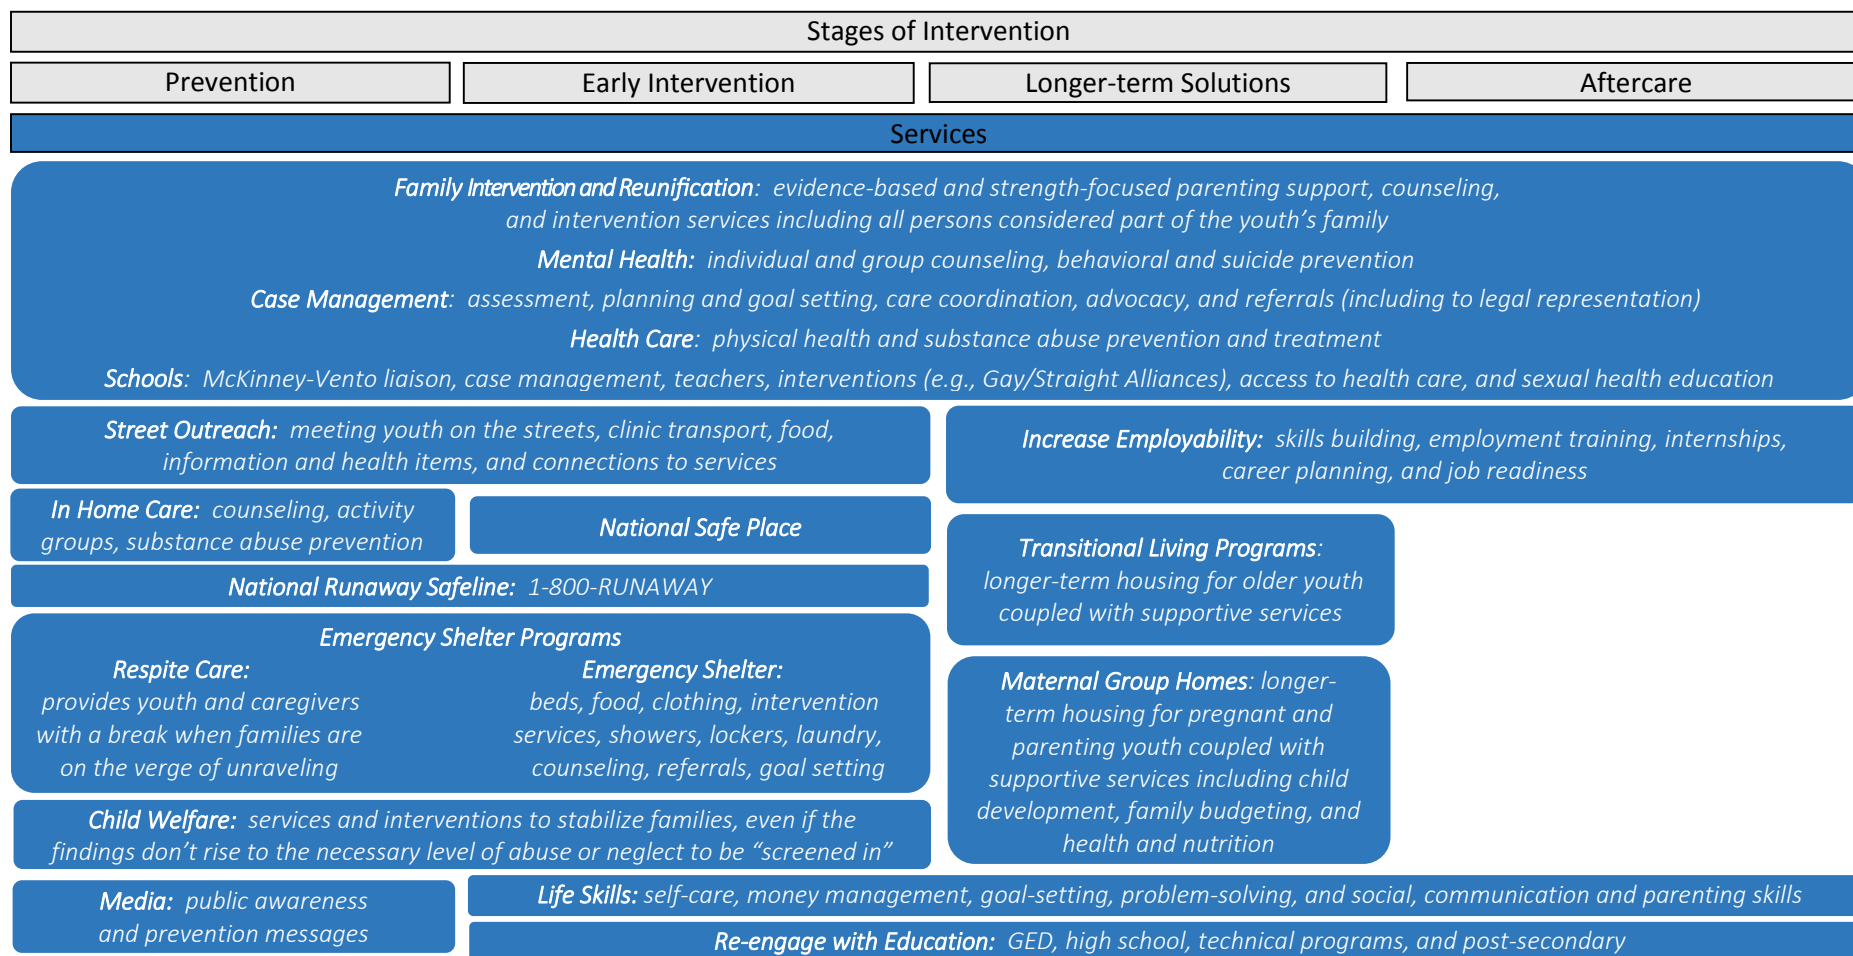 Stages of Intervention
Prevention
Early Intervention
Longer-term Solutions
Aftercare
Services
Family Intervention and Reunification: evidence-based and strength-focused parenting support, counseling,
and intervention services including all persons considered part of the youth’s family
Mental Health: individual and group counseling, behavioral and suicide prevention
Case Management: assessment, planning and goal setting, care coordination, advocacy, and referrals (including to legal representation)
Health Care: physical health and substance abuse prevention and treatment
Schools: McKinney-Vento liaison, case management, teachers, interventions (e.g., Gay/Straight Alliances), access to health care, and sexual health education
Street Outreach: meeting youth on the streets, clinic transport, food,
information and health items, and connections to services
Increase Employability: skills building, employment training, internships,
career planning, and job readiness
In Home Care: counseling, activity
groups, substance abuse prevention
National Safe Place
National Runaway Safeline: 1-800-RUNAWAY
Transitional Living Programs:
longer-term housing for older youth
coupled with supportive services
Emergency Shelter Programs
Respite Care:
provides youth and caregivers
with a break when families are
on the verge of unraveling
Emergency Shelter:
beds, food, clothing, intervention
services, showers, lockers, laundry,
counseling, referrals, goal setting
Maternal Group Homes: longer-
term housing for pregnant and
parenting youth coupled with
supportive services including child
development, family budgeting, and
health and nutrition
Child Welfare: services and interventions to stabilize families, even if the
findings don’t rise to the necessary level of abuse or neglect to be “screened in”
Media: public awareness
and prevention messages
Life Skills: self-care, money management, goal-setting, problem-solving, and social, communication and parenting skills
Re-engage with Education: GED, high school, technical programs, and post-secondary